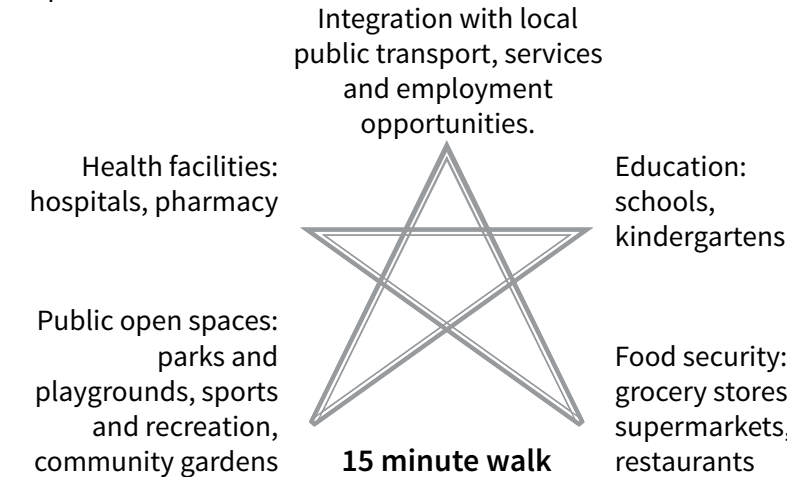 Integration with local
public transport, services
and employment
opportunities.
Health facilities:
hospitals, pharmacy
Education:
schools,
kindergartens
Public open spaces:
parks and
playgrounds, sports
and recreation,
community gardens
Food security:
grocery stores
supermarkets,
restaurants
15 minute walk